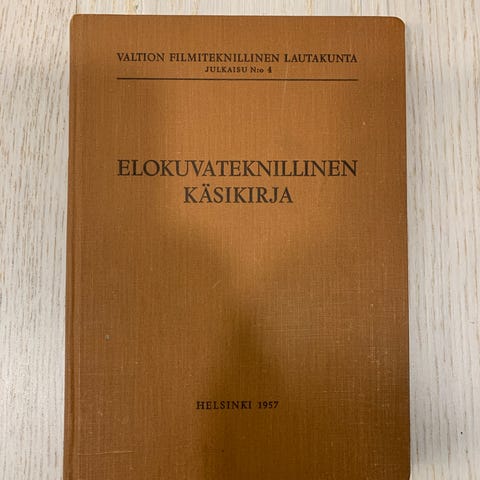 VALTION FILMITEKNILLINEN LAUTAKUNTA
JULKAISU N:o 4
ELOKUVATEKNILLINEN
KÄSIKIRJA
HELSINKI 1957